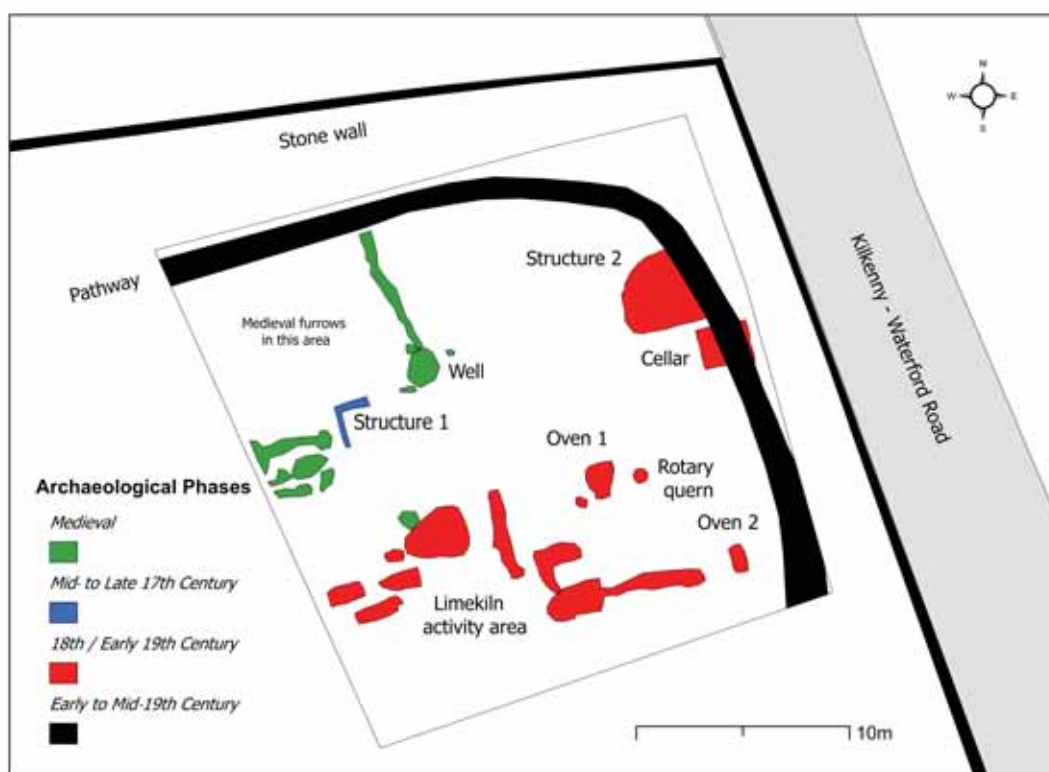 N
W E
S
Stone wall
Kilkenny - Waterford Road
Structure 2
Pathway
Medieval furrows
in this area
Cellar
Well
Structure 1
Oven 1
Rotary
quern
Archaeological Phases
Medieval
Mid- to Late 17th Century
18th / Early 19th Century
Early to Mid-19th Century
Oven 2
Limekiln
activity area
10m